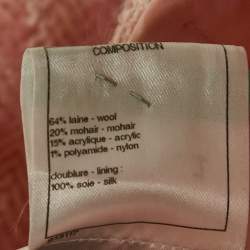 COMPOSITION
64% laine - wool
20% mohair - mohair
15% acrylique - acrylic
1% polyamide - nylon
doublure - lining :
100% soie - silk